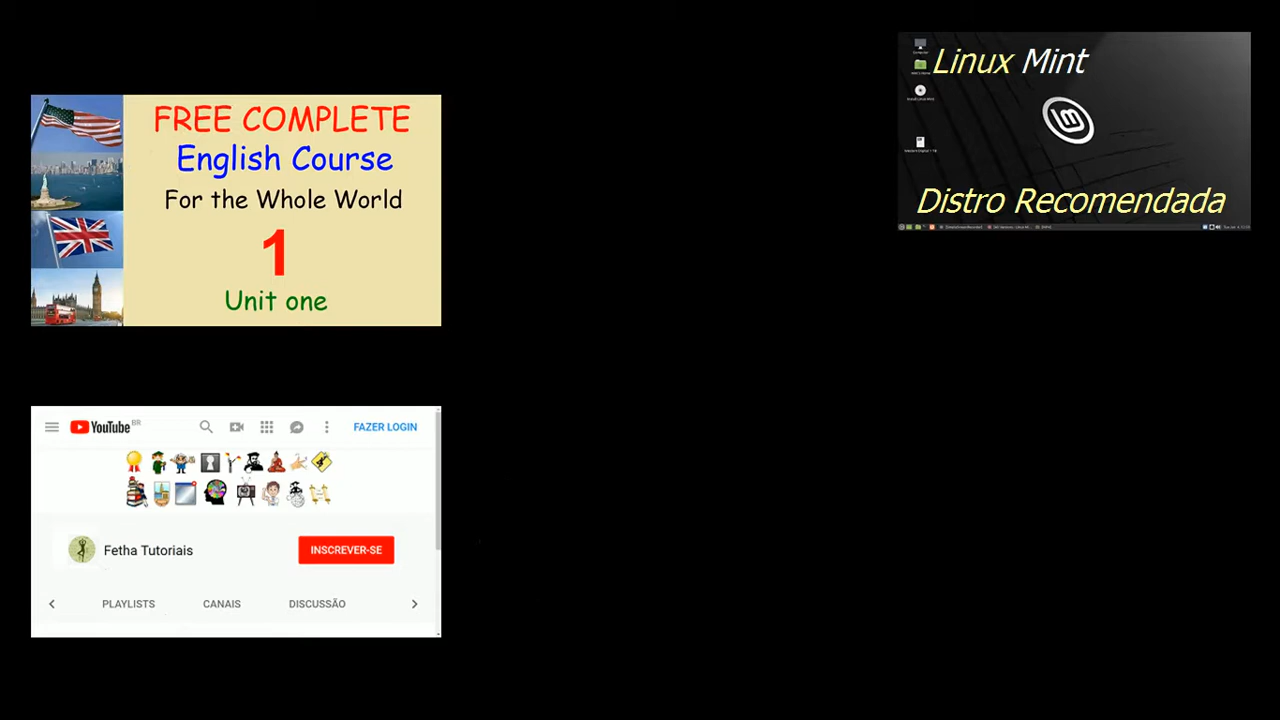 FREE COMPLETE
English Course
For the Whole World
1
Unit one
Linux Mint
Distro Recomendada
YouTube BR
FAZER LOGIN
Fetha Tutoriais
INSCREVER-SE
PLAYLISTS
CANAIS
DISCUSSÃO